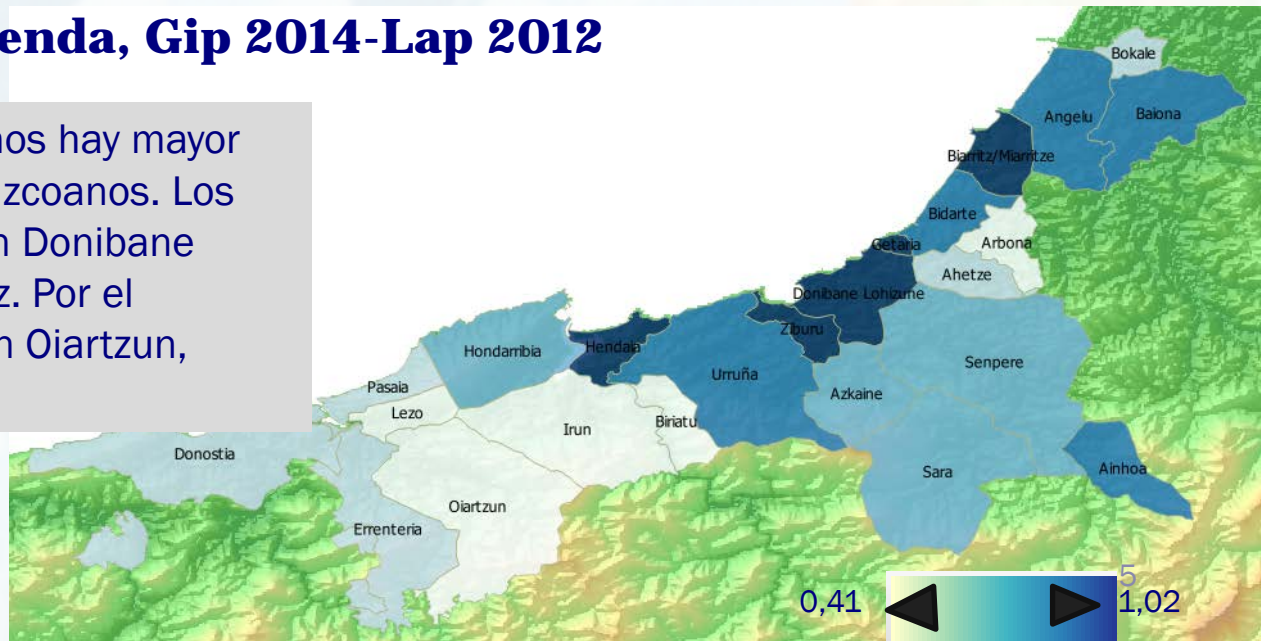 enda, Gip 2014-Lap 2012
nos hay mayor
izcoanos. Los
n Donibane
z. Por el
n Oiartzun,
Bokale
Angelu
Baiona
Biarritz/Miarritze
Bidarte
Getaria
Arbona
Ahetze
Donibane Lohizune
Ziburu
Hendaia
Hondarribia
Urruña
Senpere
Pasaia
Azkaine
Lezo
Irun
Biriatu
Donostia
Sara
Ainhoa
Oiartzun
Errenteria
5
0,41
1,02